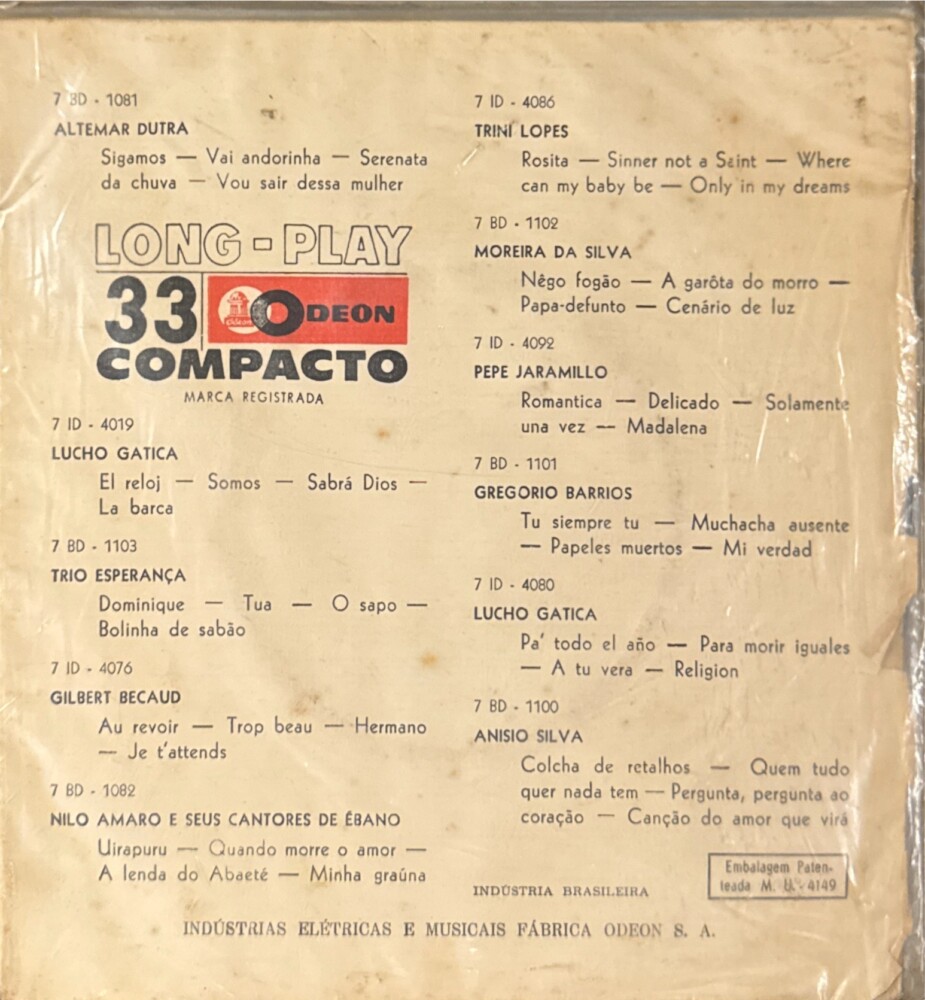 7 BD - 1081
ALTEMAR DUTRA
Sigamos — Vai andorinha — Serenata
da chuva — Vou sair dessa mulher
LONG-PLAY
33 ODEON
Odeon
COMPACTO
MARCA REGISTRADA
7 ID - 4019
LUCHO GATICA
El reloj — Somos — Sabrá Dios —
La barca
7 BD - 1103
TRIO ESPERANÇA
Dominique — Tua — O sapo —
Bolinha de sabão
7 ID - 4076
GILBERT BECAUD
Au revoir — Trop beau — Hermano
— Je t'attends
7 BD - 1082
NILO AMARO E SEUS CANTORES DE ÉBANO
Uirapuru — Quando morre o amor —
A lenda do Abaeté — Minha graúna
7 ID - 4086
TRINI LOPES
Rosita — Sinner not a Saint — Where
can my baby be — Only in my dreams
7 BD - 1102
MOREIRA DA SILVA
Nêgo fogão — A garôta do morro —
Papa-defunto — Cenário de luz
7 ID - 4092
PEPE JARAMILLO
Romantica — Delicado — Solamente
una vez — Madalena
7 BD - 1101
GREGORIO BARRIOS
Tu siempre tu — Muchacha ausente
— Papeles muertos — Mi verdad
7 ID - 4080
LUCHO GATICA
Pa' todo el año — Para morir iguales
— A tu vera — Religion
7 BD - 1100
ANISIO SILVA
Colcha de retalhos — Quem tudo
quer nada tem — Pergunta, pergunta ao
coração — Canção do amor que virá
INDÚSTRIA BRASILEIRA
Embalagem Paten-
teada M. U. - 4149
INDÚSTRIAS ELÉTRICAS E MUSICAIS FÁBRICA ODEON S. A.